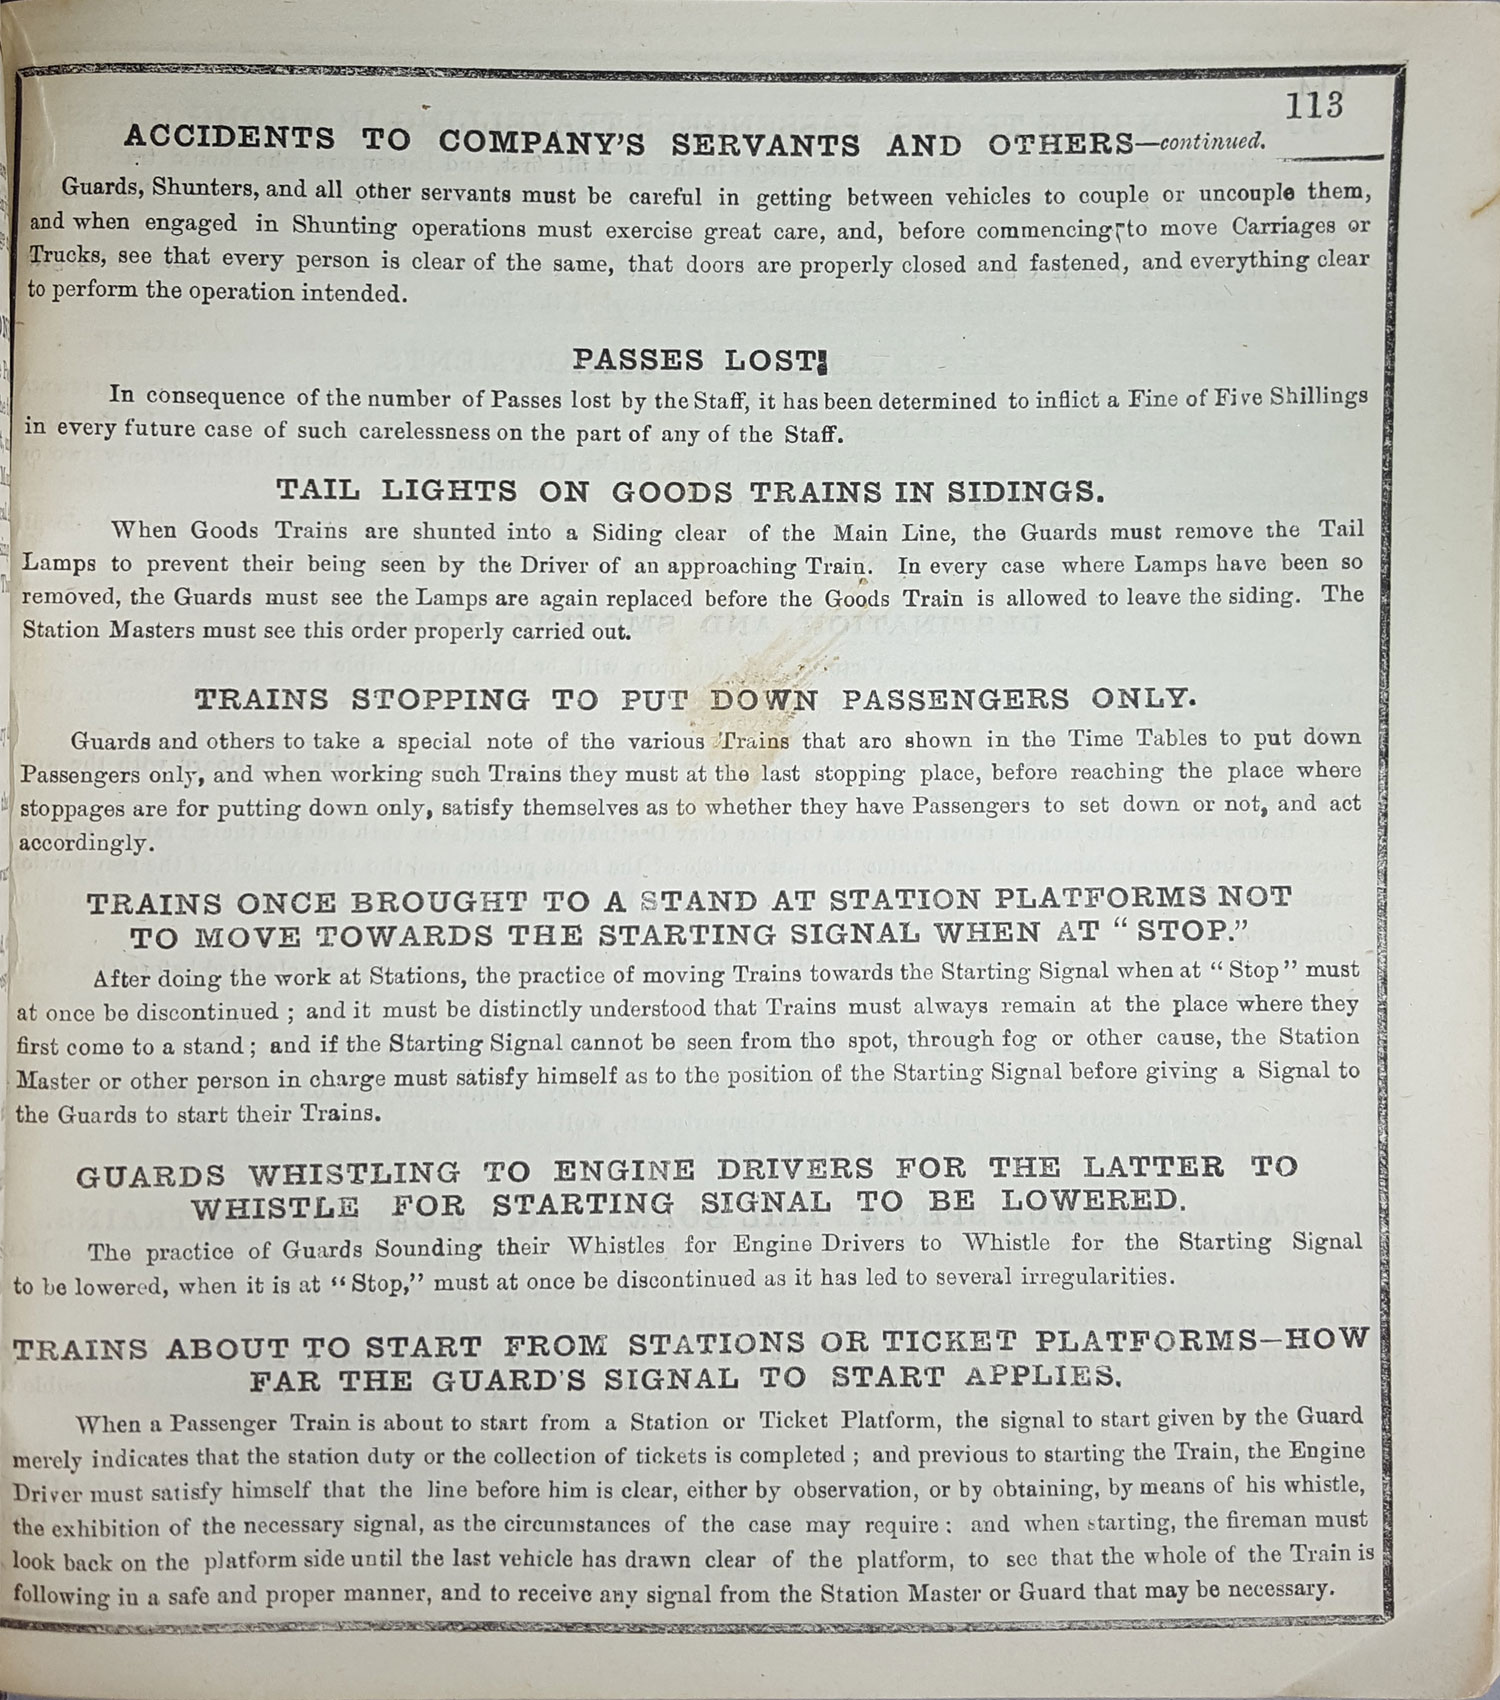 113
ACCIDENTS TO COMPANY'S SERVANTS AND OTHERS—continued.
Guards, Shunters, and all other servants must be careful in getting between vehicles to couple or uncouple them,
and when engaged in Shunting operations must exercise great care, and, before commencing to move Carriages or
Trucks, see that every person is clear of the same, that doors are properly closed and fastened, and everything clear
to perform the operation intended.
PASSES LOST.
In consequence of the number of Passes lost by the Staff, it has been determined to inflict a Fine of Five Shillings
in every future case of such carelessness on the part of any of the Staff.
TAIL LIGHTS ON GOODS TRAINS IN SIDINGS.
When Goods Trains are shunted into a Siding clear of the Main Line, the Guards must remove the Tail
Lamps to prevent their being seen by the Driver of an approaching Train. In every case where Lamps have been so
removed, the Guards must see the Lamps are again replaced before the Goods Train is allowed to leave the siding. The
Station Masters must see this order properly carried out.
TRAINS STOPPING TO PUT DOWN PASSENGERS ONLY.
Guards and others to take a special note of the various Trains that are shown in the Time Tables to put down
Passengers only, and when working such Trains they must at the last stopping place, before reaching the place where
stoppages are for putting down only, satisfy themselves as to whether they have Passengers to set down or not, and act
accordingly.
TRAINS ONCE BROUGHT TO A STAND AT STATION PLATFORMS NOT
TO MOVE TOWARDS THE STARTING SIGNAL WHEN AT "STOP."
After doing the work at Stations, the practice of moving Trains towards the Starting Signal when at "Stop" must
at once be discontinued; and it must be distinctly understood that Trains must always remain at the place where they
first come to a stand; and if the Starting Signal cannot be seen from the spot, through fog or other cause, the Station
Master or other person in charge must satisfy himself as to the position of the Starting Signal before giving a Signal to
the Guards to start their Trains.
GUARDS WHISTLING TO ENGINE DRIVERS FOR THE LATTER TO
WHISTLE FOR STARTING SIGNAL TO BE LOWERED.
The practice of Guards Sounding their Whistles for Engine Drivers to Whistle for the Starting Signal
to be lowered, when it is at "Stop," must at once be discontinued as it has led to several irregularities.
TRAINS ABOUT TO START FROM STATIONS OR TICKET PLATFORMS—HOW
FAR THE GUARD'S SIGNAL TO START APPLIES.
When a Passenger Train is about to start from a Station or Ticket Platform, the signal to start given by the Guard
merely indicates that the station duty or the collection of tickets is completed; and previous to starting the Train, the Engine
Driver must satisfy himself that the line before him is clear, either by observation, or by obtaining, by means of his whistle,
the exhibition of the necessary signal, as the circumstances of the case may require: and when starting, the fireman must
look back on the platform side until the last vehicle has drawn clear of the platform, to see that the whole of the Train is
following in a safe and proper manner, and to receive any signal from the Station Master or Guard that may be necessary.